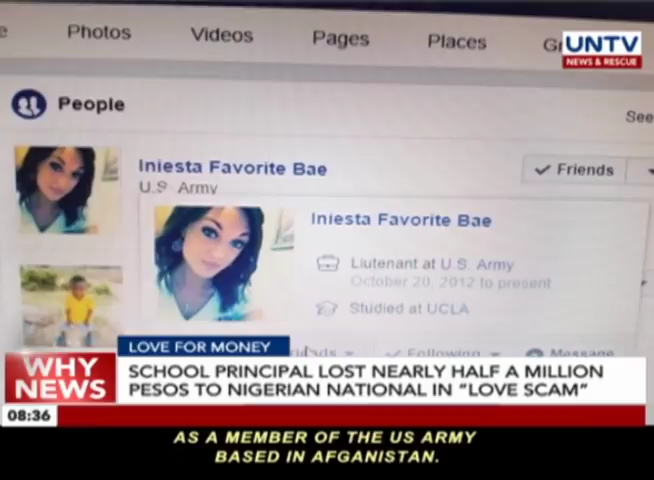 Photos Videos Pages Places
UNTV
NEWS & RESCUE
People
See
Iniesta Favorite Bae
U.S. Army
Friends
Iniesta Favorite Bae
Liutenant at U.S. Army
October 20, 2012 to present
Studied at UCLA
Following Message
LOVE FOR MONEY
WHY NEWS
SCHOOL PRINCIPAL LOST NEARLY HALF A MILLION
PESOS TO NIGERIAN NATIONAL IN "LOVE SCAM"
08:36
AS A MEMBER OF THE US ARMY
BASED IN AFGANISTAN.